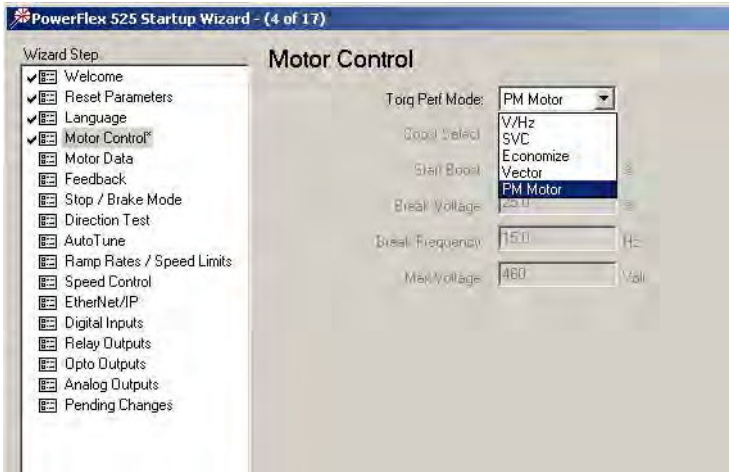 PowerFlex 525 Startup Wizard - (4 of 17)
Wizard Step
Welcome
Reset Parameters
Language
Motor Control*
Motor Data
Feedback
Stop / Brake Mode
Direction Test
AutoTune
Ramp Rates / Speed Limits
Speed Control
EtherNet/IP
Digital Inputs
Relay Outputs
Opto Outputs
Analog Outputs
Pending Changes
Motor Control
Torq Perf Mode: PM Motor
V/Hz
SVC
Economize
Vector
PM Motor
Boost Select
Start Boost
Break Voltage 25.0
Break Frequency 15.0 Hz
Max Voltage 460 Volt